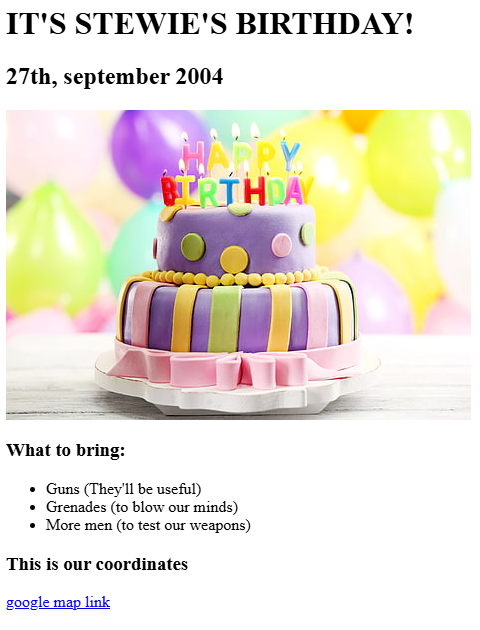 IT'S STEWIE'S BIRTHDAY!
27th, september 2004
HAPPY
BIRTHDAY
What to bring:
Guns (They'll be useful)
Grenades (to blow our minds)
More men (to test our weapons)
This is our coordinates
google map link